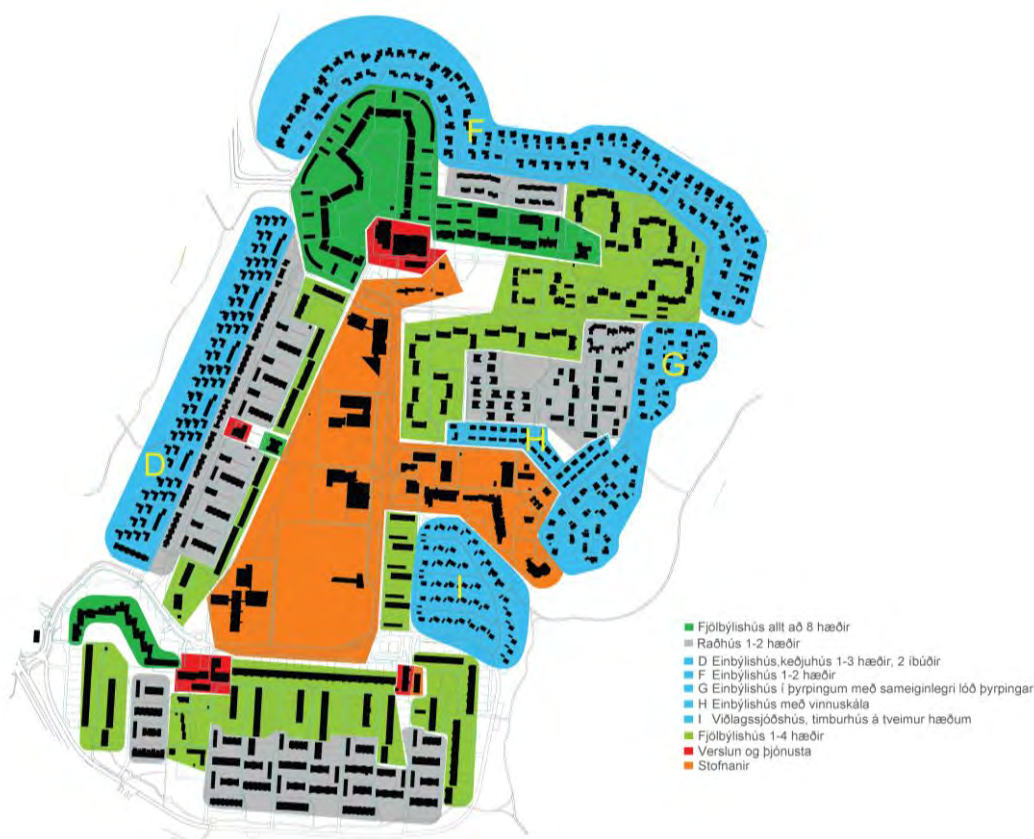 F
G
H
D
I
Fjölbýlishús allt að 8 hæðir
Raðhús 1-2 hæðir
D Einbýlishús,keðjuhús 1-3 hæðir, 2 íbúðir
F Einbýlishús 1-2 hæðir
G Einbýlishús í þyrpingum með sameiginlegri lóð þyrpingar
H Einbýlishús með vinnuskála
I Viðlagssjóðshús, timburhús á tveimur hæðum
Fjölbýlishús 1-4 hæðir
Verslun og þjónusta
Stofnanir